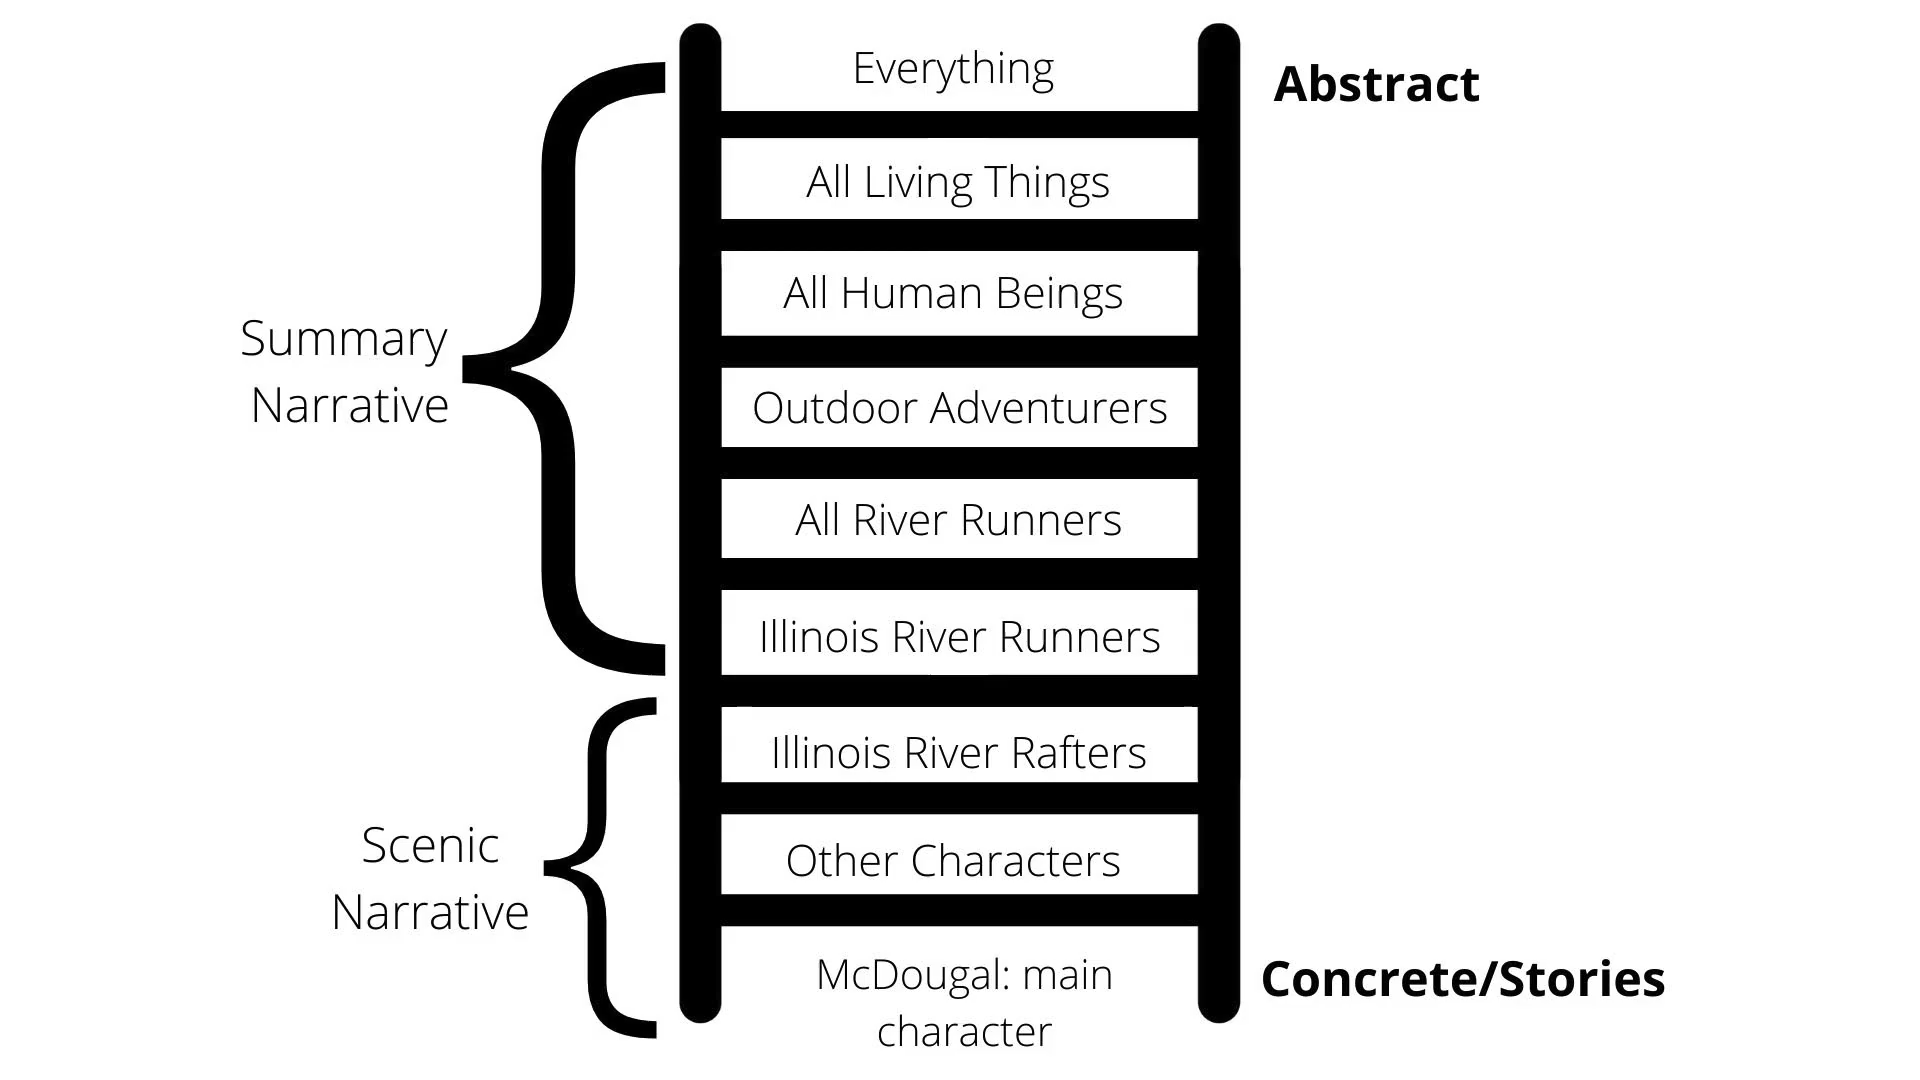 Everything
Abstract
All Living Things
All Human Beings
Summary
Narrative
Outdoor Adventurers
All River Runners
Illinois River Runners
Illinois River Rafters
Scenic
Narrative
Other Characters
McDougal: main
character
Concrete/Stories